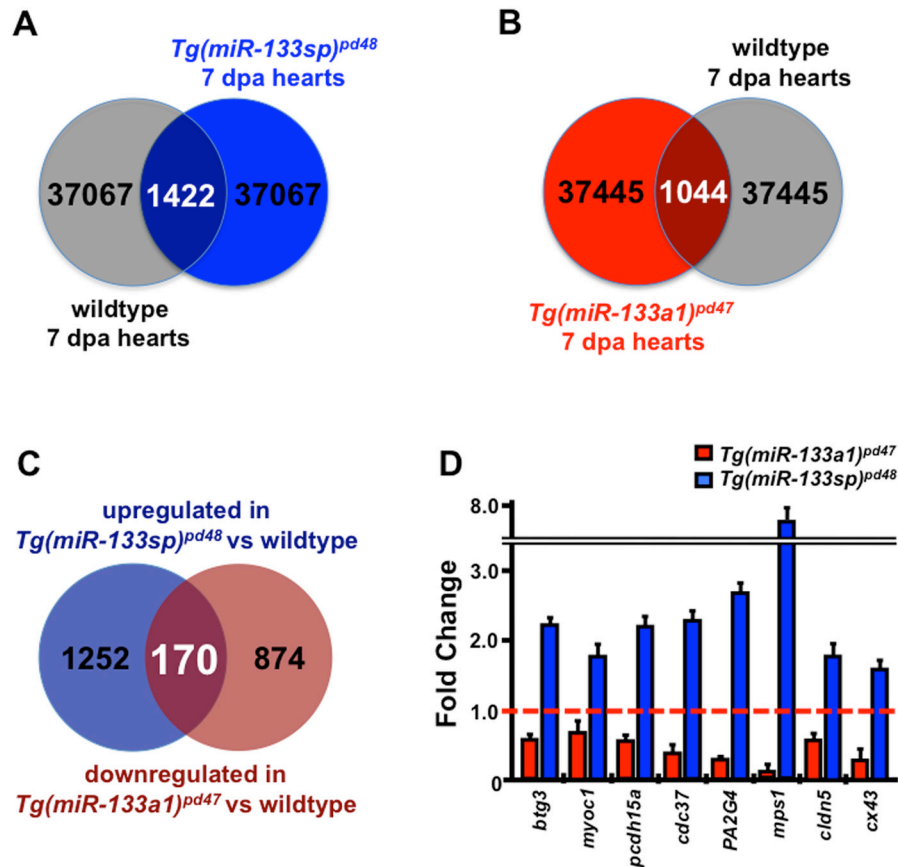 A
Tg(miR-133sp)pd48
7 dpa hearts
37067 1422 37067
wildtype
7 dpa hearts
B
wildtype
7 dpa hearts
37445 1044 37445
Tg(miR-133a1)pd47
7 dpa hearts
C
upregulated in
Tg(miR-133sp)pd48 vs wildtype
1252 170 874
downregulated in
Tg(miR-133a1)pd47 vs wildtype
D
Tg(miR-133a1)pd47
Tg(miR-133sp)pd48
Fold Change
8.0
3.0
2.0
1.0
0
btg3
myoc1
pcdh15a
cdc37
PA2G4
mps1
cldn5
cx43